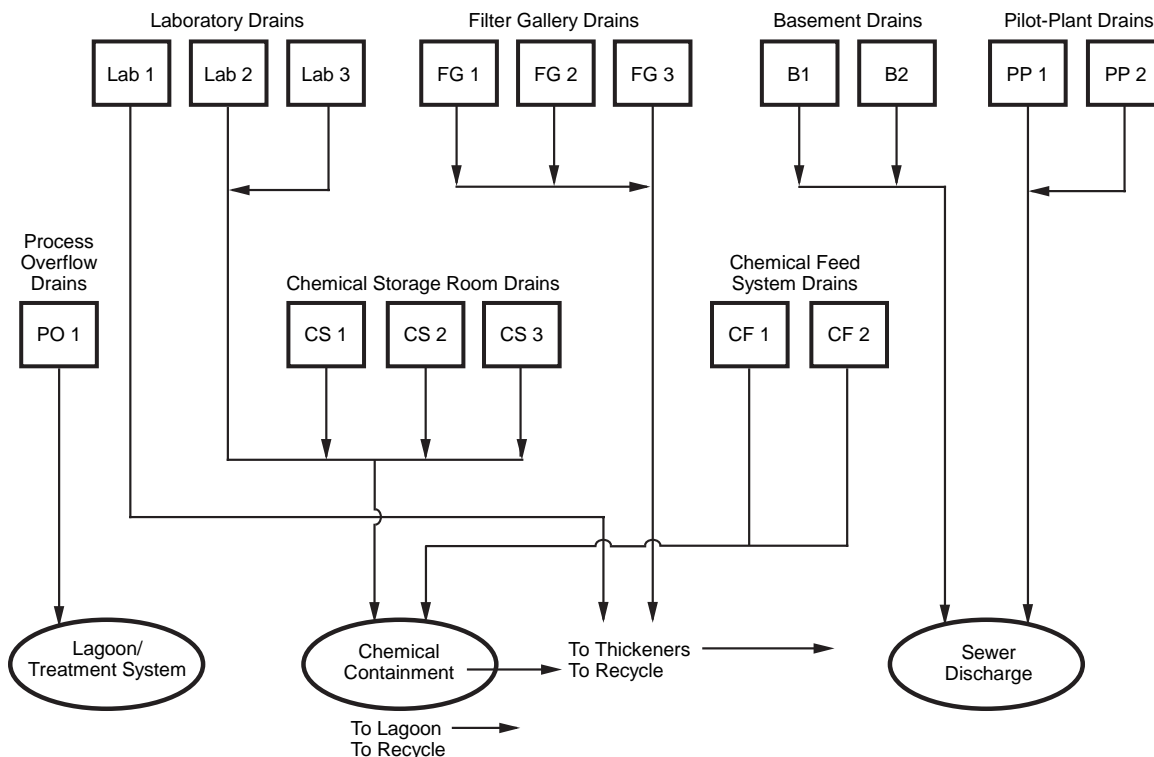 Laboratory Drains
Filter Gallery Drains
Basement Drains
Pilot-Plant Drains
Lab 1
Lab 2
Lab 3
FG 1
FG 2
FG 3
B1
B2
PP 1
PP 2
Process
Overflow
Drains
Chemical Storage Room Drains
Chemical Feed
System Drains
PO 1
CS 1
CS 2
CS 3
CF 1
CF 2
Lagoon/
Treatment System
Chemical
Containment
To Thickeners
To Recycle
Sewer
Discharge
To Lagoon
To Recycle